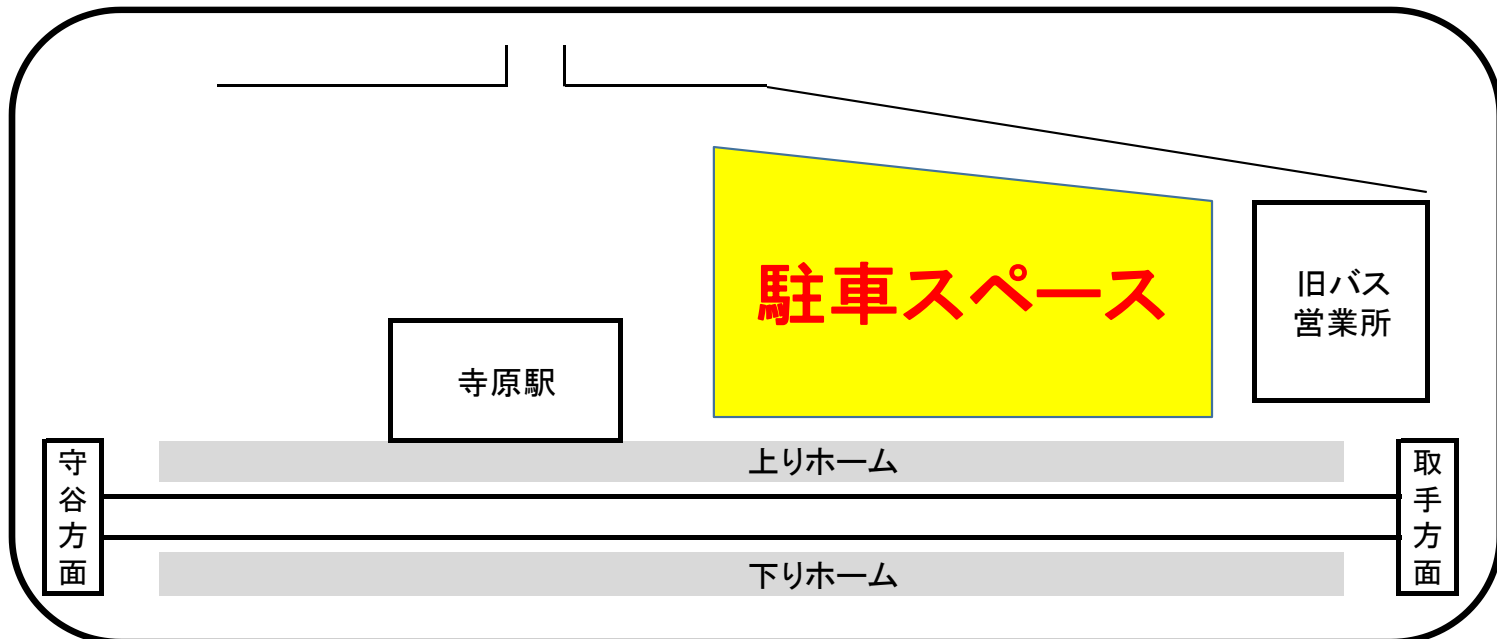 駐車スペース
旧バス
営業所
寺原駅
守谷方面
上りホーム
取手方面
下りホーム